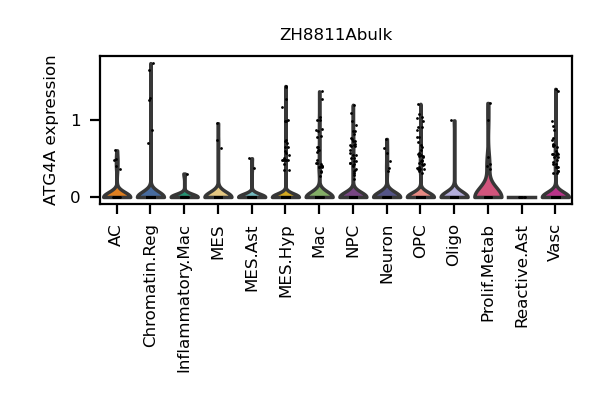 ZH8811Abulk
ATG4A expression
1
0
AC
Chromatin.Reg
Inflammatory.Mac
MES
MES.Ast
MES.Hyp
Mac
NPC
Neuron
OPC
Oligo
Prolif.Metab
Reactive.Ast
Vasc